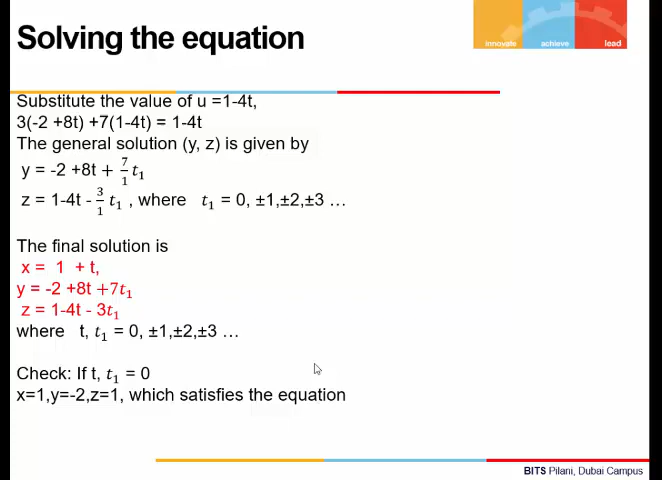 Solving the equation
innovate achieve lead
Substitute the value of u =1-4t,
3(-2 +8t) +7(1-4t) = 1-4t
The general solution (y, z) is given by
y = -2 +8t + 7/1 t₁
z = 1-4t - 3/1 t₁ , where t₁ = 0, ±1,±2,±3 ...
The final solution is
x = 1 + t,
y = -2 +8t +7t₁
z = 1-4t - 3t₁
where t, t₁ = 0, ±1,±2,±3 ...
Check: If t, t₁ = 0
x=1,y=-2,z=1, which satisfies the equation
BITS Pilani, Dubai Campus